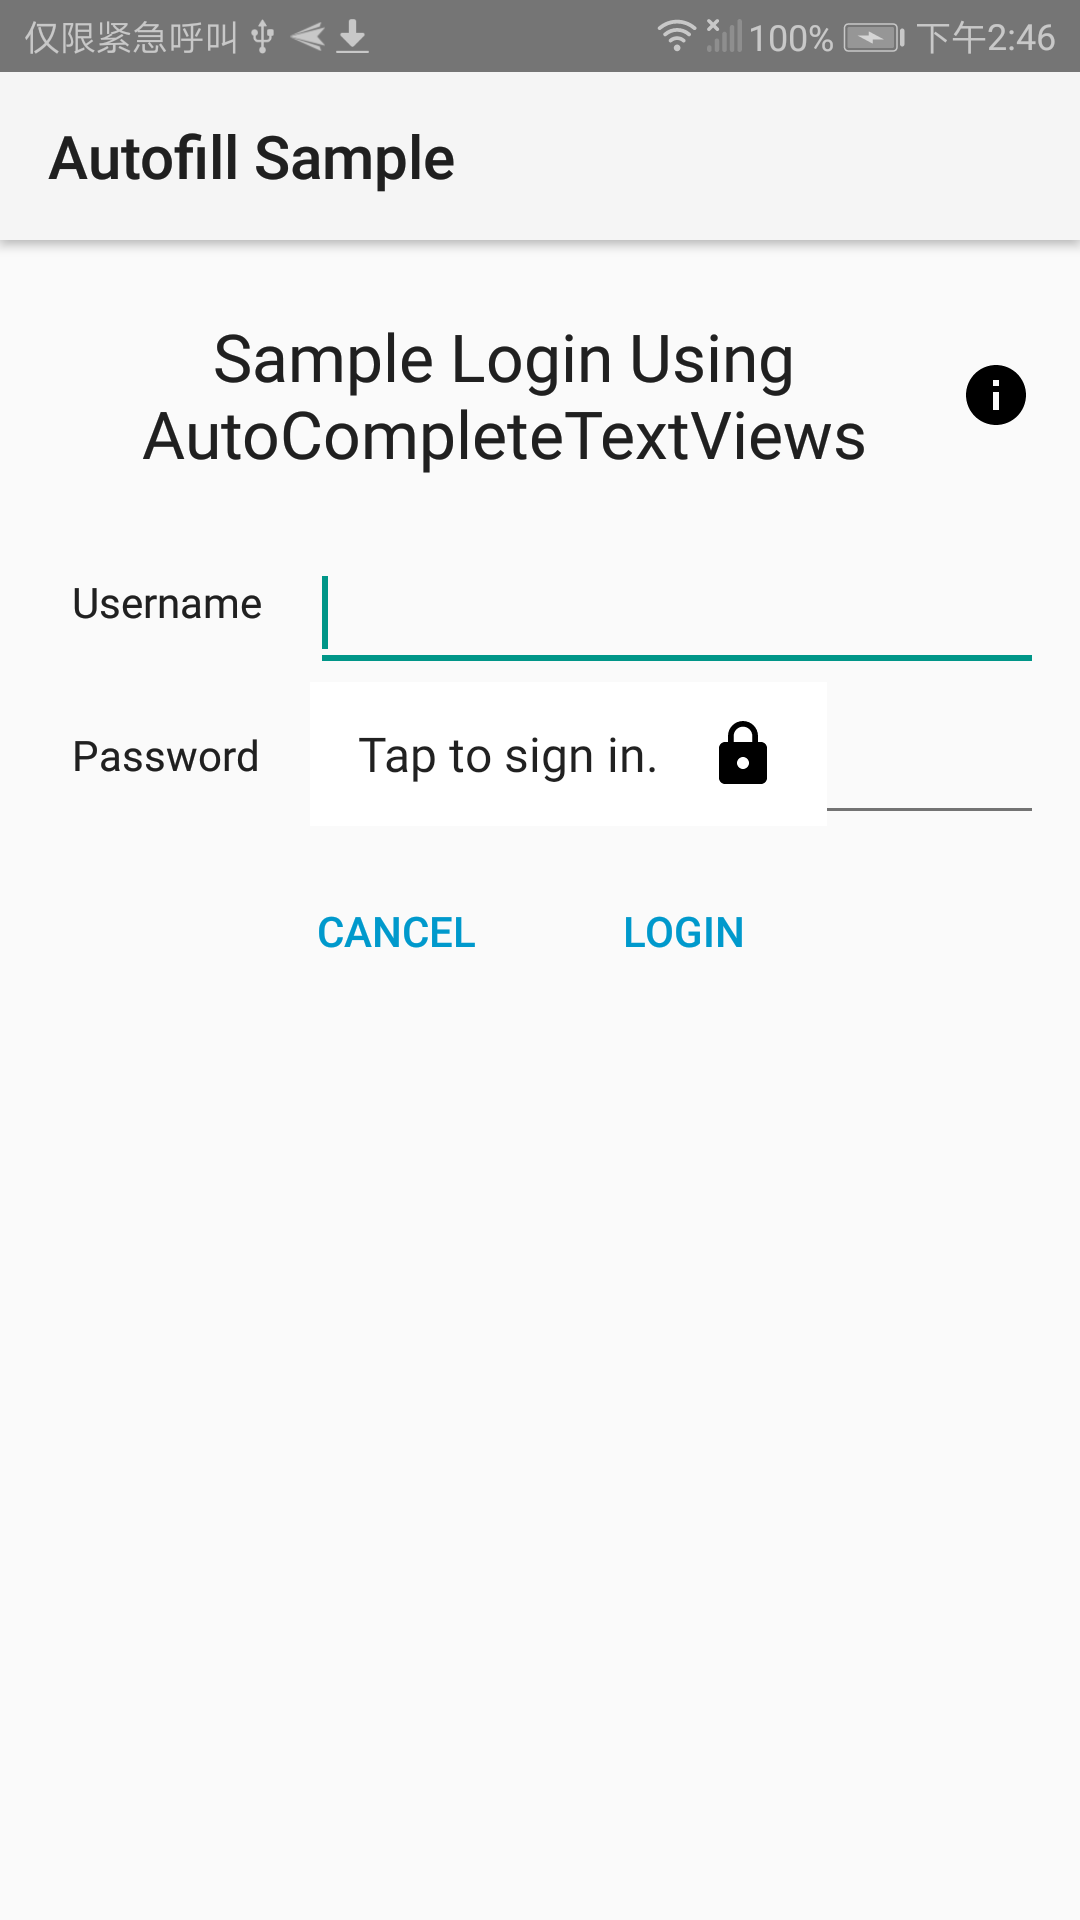 仅限紧急呼叫 100% 下午2:46
Autofill Sample
Sample Login Using
AutoCompleteTextViews
Username
Password
Tap to sign in.
CANCEL LOGIN